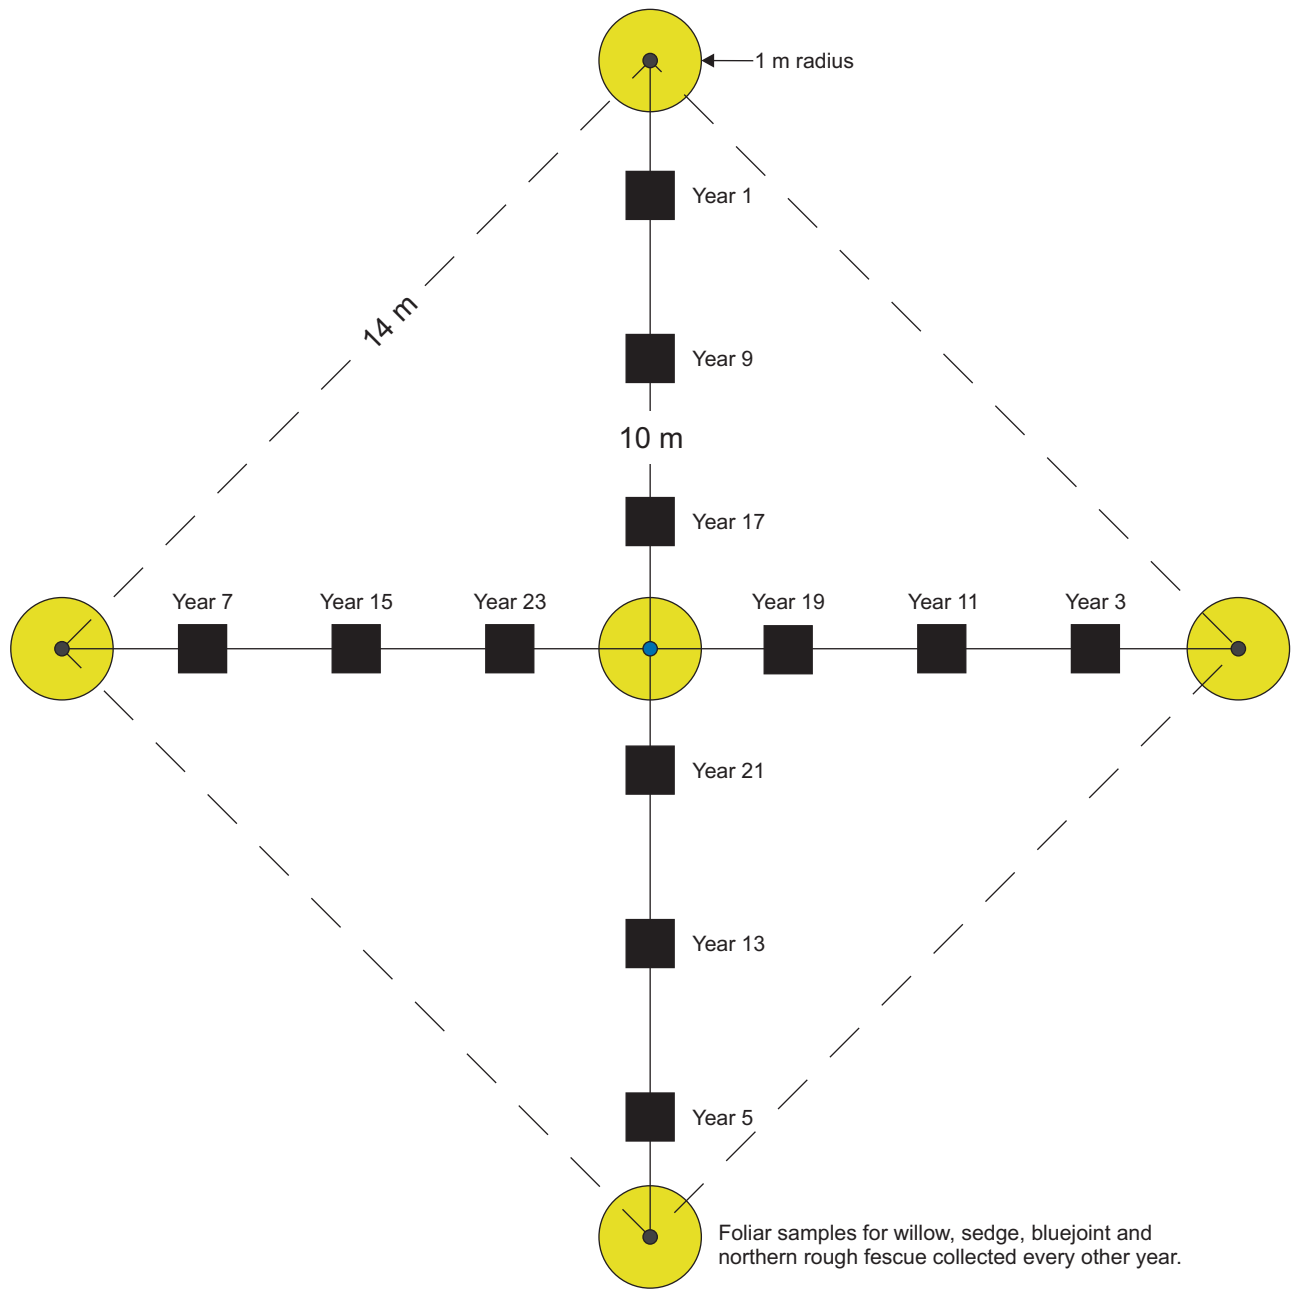 1 m radius
Year 1
14 m
Year 9
10 m
Year 17
Year 7
Year 15
Year 23
Year 19
Year 11
Year 3
Year 21
Year 13
Year 5
Foliar samples for willow, sedge, bluejoint and
northern rough fescue collected every other year.